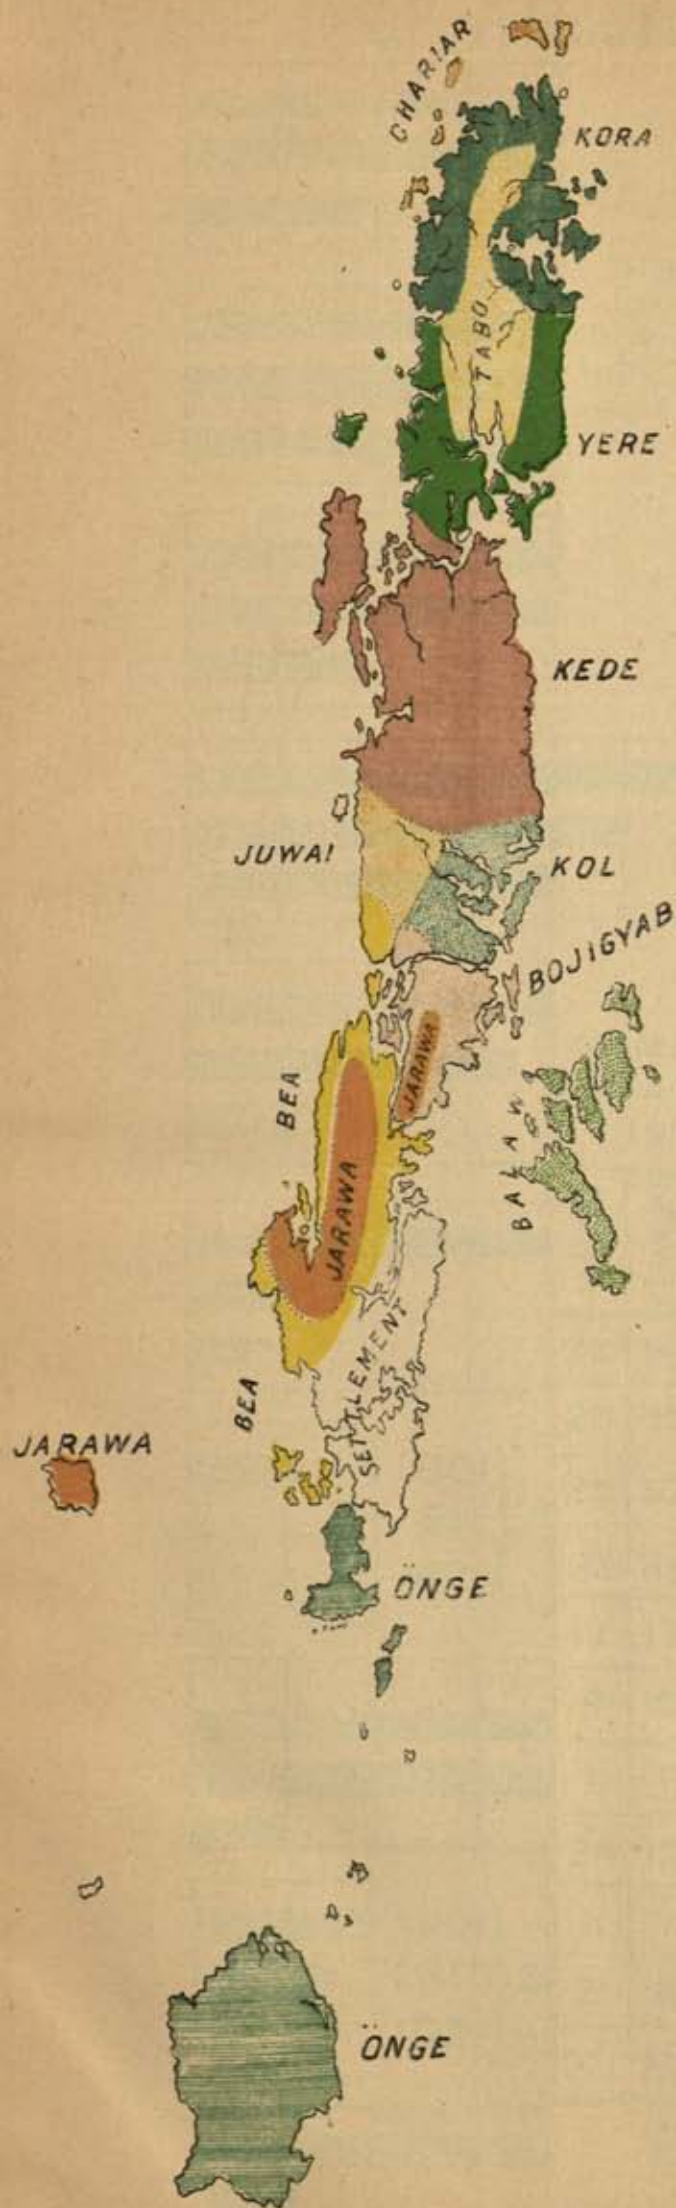 CHARIAR
KORA
TABO
YERE
KEDE
JUWAI
KOL
BOJIGYAB
JARAWA
BEA
BALAWA
JARAWA
SETTLEMENT
BEA
JARAWA
ÖNGE
ÖNGE